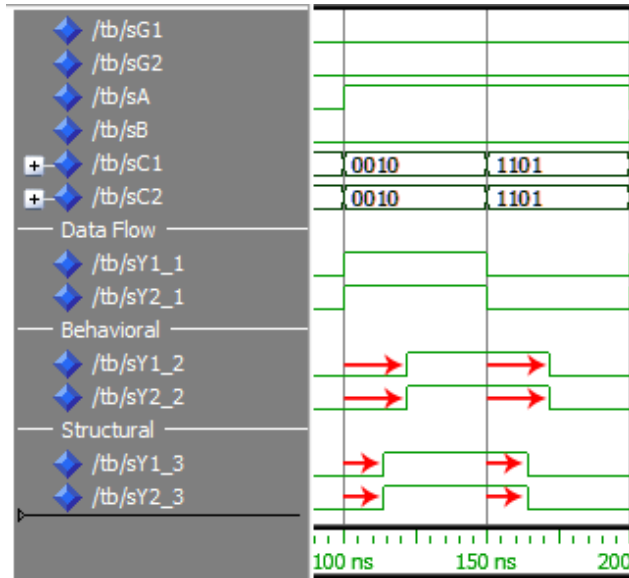 /tb/sG1
/tb/sG2
/tb/sA
/tb/sB
/tb/sC1 0010 1101
/tb/sC2 0010 1101
Data Flow
/tb/sY1_1
/tb/sY2_1
Behavioral
/tb/sY1_2
/tb/sY2_2
Structural
/tb/sY1_3
/tb/sY2_3
100 ns 150 ns 200